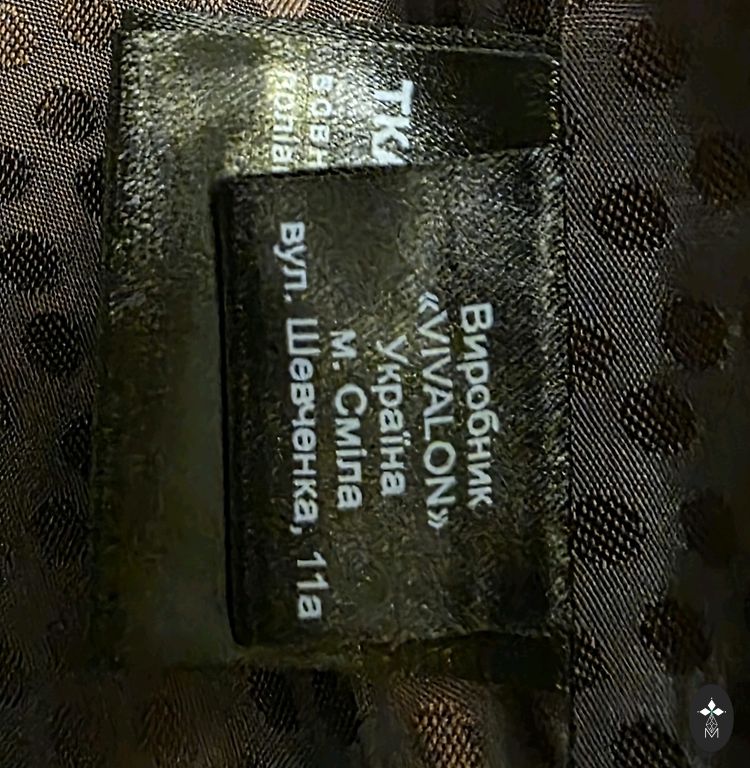 Виробник
«VIVALON»
Україна
м. Сміла
вул. Шевченка, 11а